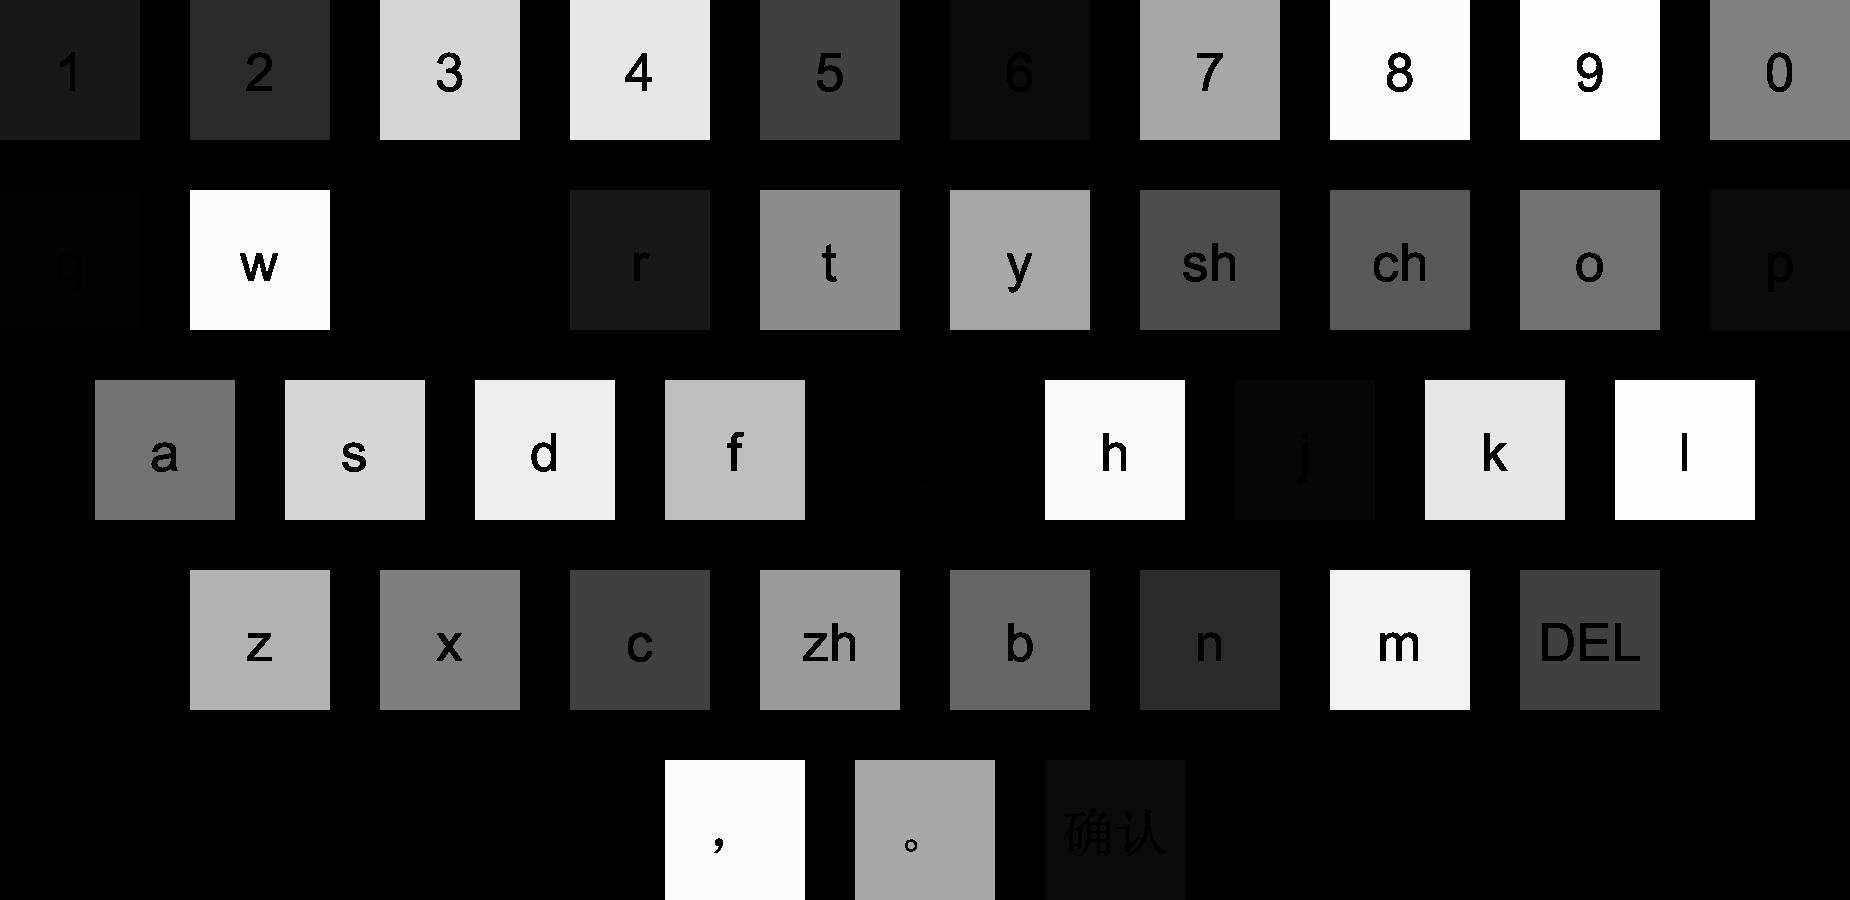 1 2 3 4 5 6 7 8 9 0
q w r t y sh ch o p
a s d f g h j k l
z x c zh b n m DEL
， 。 确认